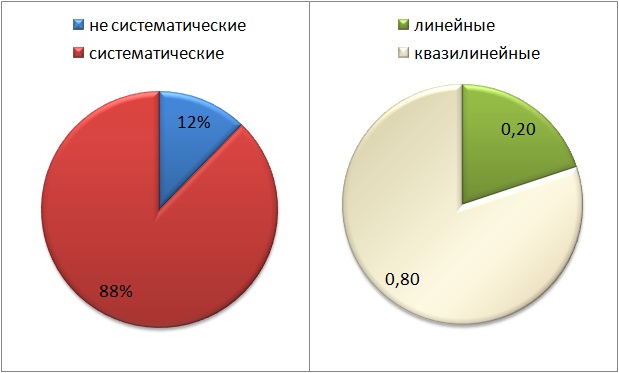 не систематические
систематические
12%
88%
линейные
квазилинейные
0,20
0,80